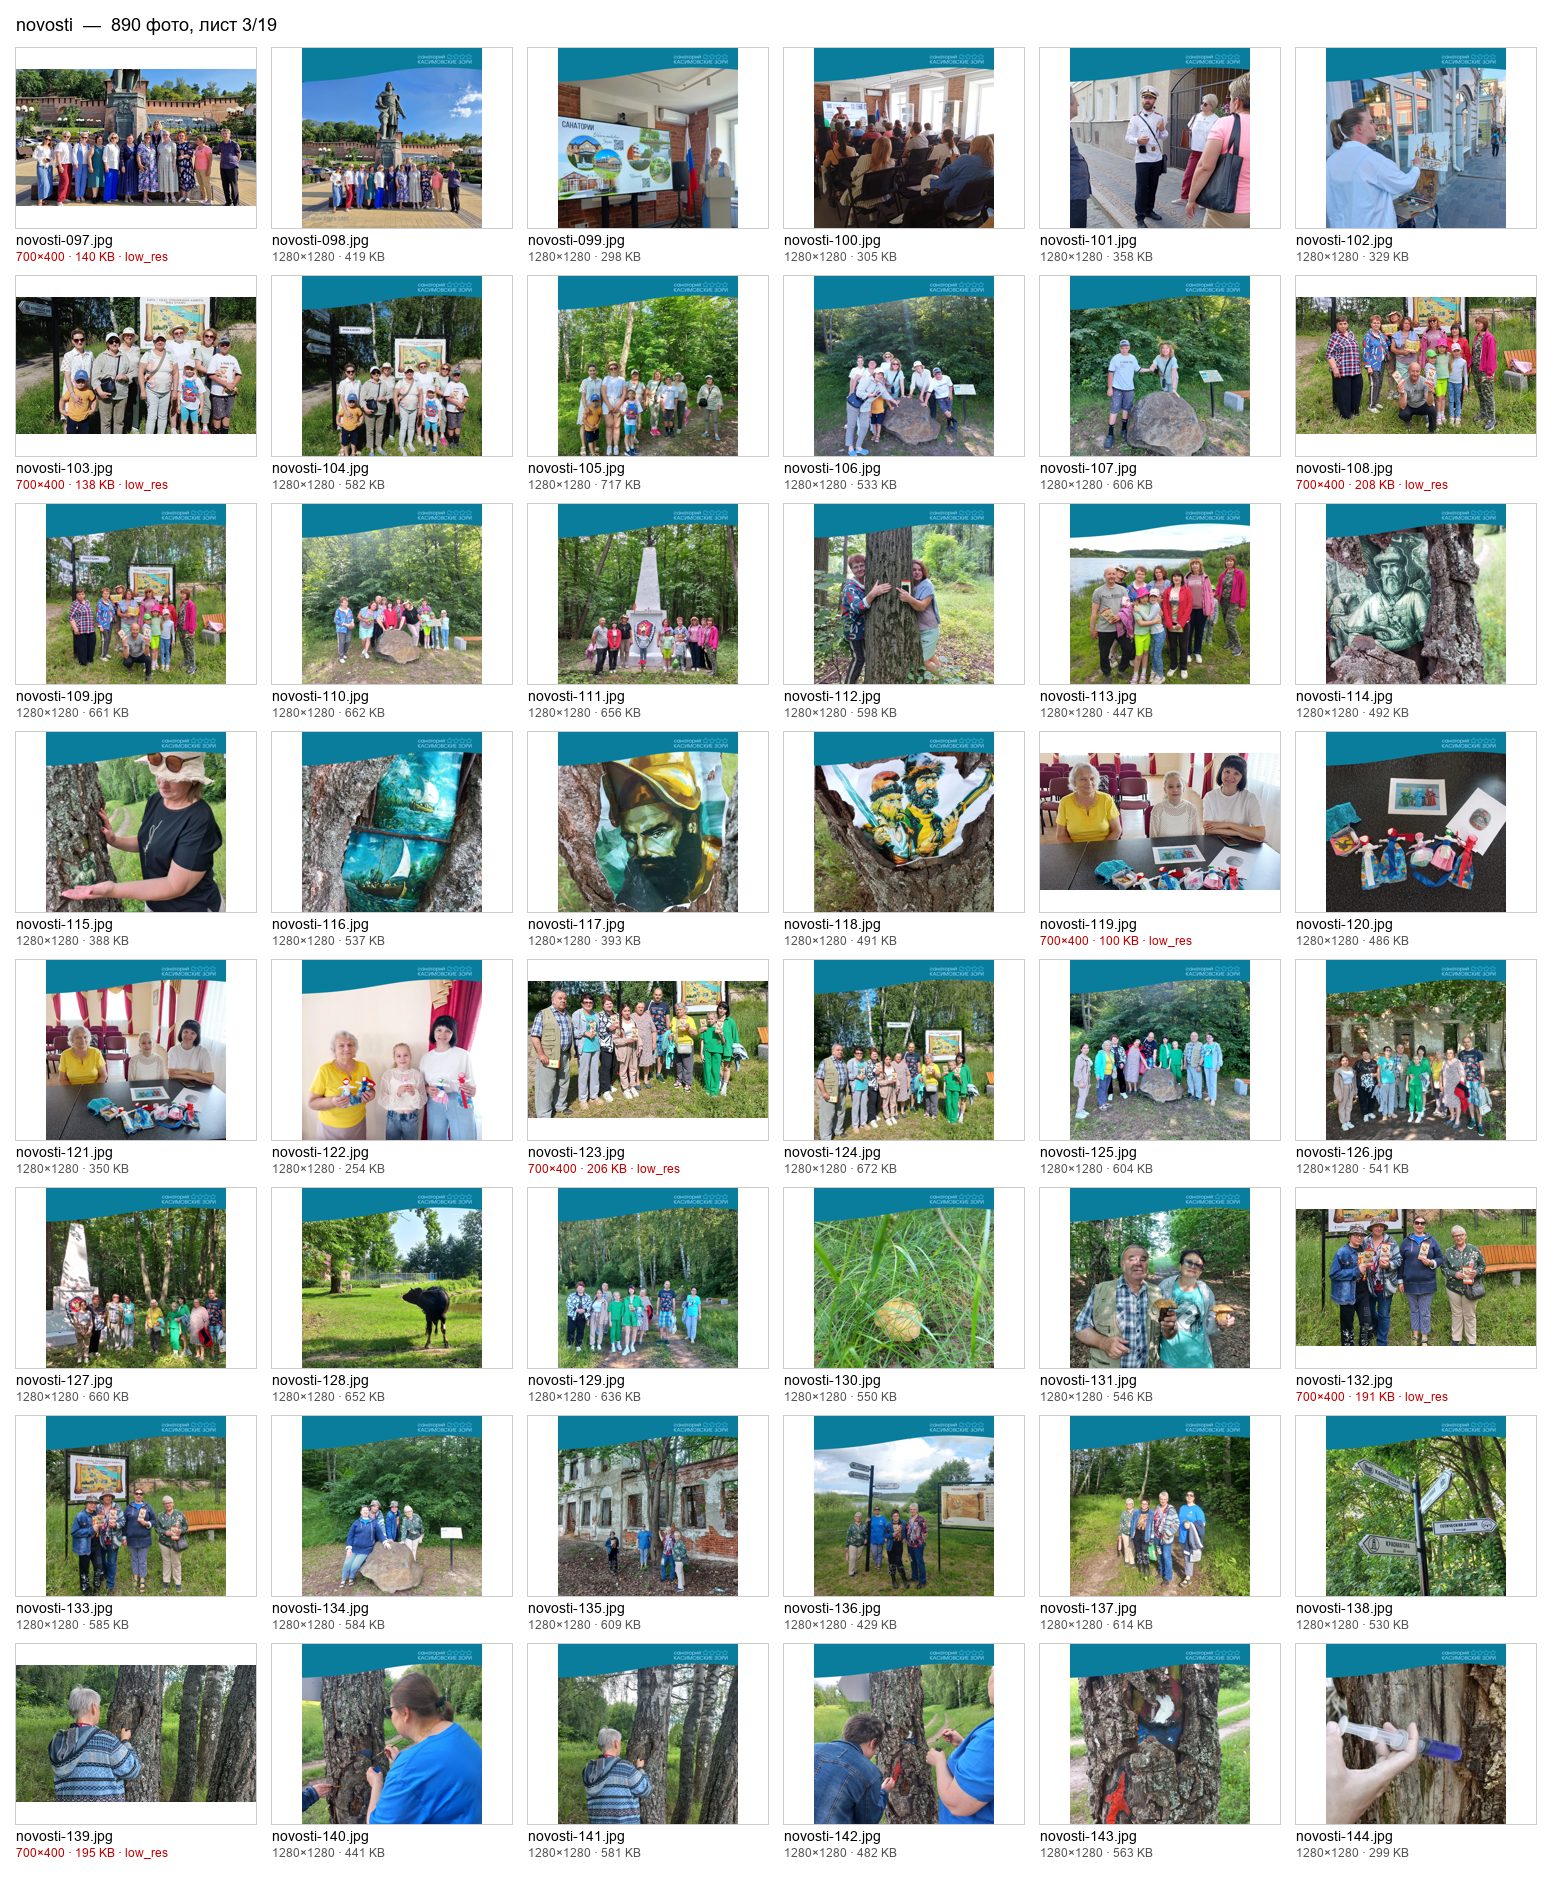 novosti — 890 фото, лист 3/19
санаторий
КАСИМОВСКИЕ ЗОРИ
САНАТОРИИ
novosti-097.jpg
700×400 · 140 KB · low_res
novosti-098.jpg
1280×1280 · 419 KB
novosti-099.jpg
1280×1280 · 298 KB
novosti-100.jpg
1280×1280 · 305 KB
novosti-101.jpg
1280×1280 · 358 KB
novosti-102.jpg
1280×1280 · 329 KB
novosti-103.jpg
700×400 · 138 KB · low_res
novosti-104.jpg
1280×1280 · 582 KB
novosti-105.jpg
1280×1280 · 717 KB
novosti-106.jpg
1280×1280 · 533 KB
novosti-107.jpg
1280×1280 · 606 KB
novosti-108.jpg
700×400 · 208 KB · low_res
novosti-109.jpg
1280×1280 · 661 KB
novosti-110.jpg
1280×1280 · 662 KB
novosti-111.jpg
1280×1280 · 656 KB
novosti-112.jpg
1280×1280 · 598 KB
novosti-113.jpg
1280×1280 · 447 KB
novosti-114.jpg
1280×1280 · 492 KB
novosti-115.jpg
1280×1280 · 388 KB
novosti-116.jpg
1280×1280 · 537 KB
novosti-117.jpg
1280×1280 · 393 KB
novosti-118.jpg
1280×1280 · 491 KB
novosti-119.jpg
700×400 · 100 KB · low_res
novosti-120.jpg
1280×1280 · 486 KB
novosti-121.jpg
1280×1280 · 350 KB
novosti-122.jpg
1280×1280 · 254 KB
novosti-123.jpg
700×400 · 206 KB · low_res
novosti-124.jpg
1280×1280 · 672 KB
novosti-125.jpg
1280×1280 · 604 KB
novosti-126.jpg
1280×1280 · 541 KB
novosti-127.jpg
1280×1280 · 660 KB
novosti-128.jpg
1280×1280 · 652 KB
novosti-129.jpg
1280×1280 · 636 KB
novosti-130.jpg
1280×1280 · 550 KB
novosti-131.jpg
1280×1280 · 546 KB
novosti-132.jpg
700×400 · 191 KB · low_res
novosti-133.jpg
1280×1280 · 585 KB
novosti-134.jpg
1280×1280 · 584 KB
novosti-135.jpg
1280×1280 · 609 KB
novosti-136.jpg
1280×1280 · 429 KB
novosti-137.jpg
1280×1280 · 614 KB
novosti-138.jpg
1280×1280 · 530 KB
novosti-139.jpg
700×400 · 195 KB · low_res
novosti-140.jpg
1280×1280 · 441 KB
novosti-141.jpg
1280×1280 · 581 KB
novosti-142.jpg
1280×1280 · 482 KB
novosti-143.jpg
1280×1280 · 563 KB
novosti-144.jpg
1280×1280 · 299 KB